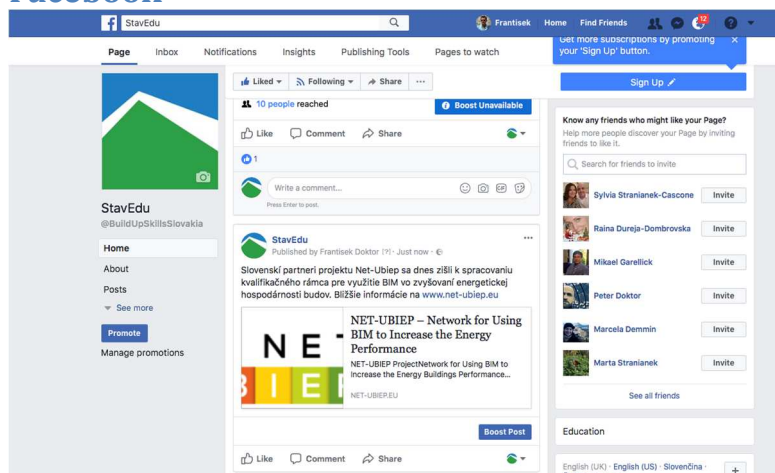 Facebook
StavEdu
Frantisek Home Find Friends 12
Page Inbox Notifications Insights Publishing Tools Pages to watch
Get more subscriptions by promoting
your 'Sign Up' button.
Liked Following Share
Sign Up
10 people reached
Boost Unavailable
Like Comment Share
1
Write a comment...
GIF
Press Enter to post.
StavEdu
@BuildUpSkillsSlovakia
Home
About
Posts
See more
Promote
Manage promotions
StavEdu
Published by Frantisek Doktor [?] · Just now ·
Slovenskí partneri projektu Net-Ubiep sa dnes zišli k spracovaniu
kvalifikačného rámca pre využitie BIM vo zvyšovaní energetickej
hospodárnosti budov. Bližšie informácie na www.net-ubiep.eu
NET
BIEP
NET-UBIEP – Network for Using
BIM to Increase the Energy
Performance
NET-UBIEP ProjectNetwork for Using BIM to
Increase the Energy Buildings Performance...
NET-UBIEP.EU
Boost Post
Like Comment Share
Know any friends who might like your Page?
Help more people discover your Page by inviting
friends to like it.
Search for friends to invite
Sylvia Stranianek-Cascone Invite
Raina Dureja-Dombrovska Invite
Mikael Garellick Invite
Peter Doktor Invite
Marcela Demmin Invite
Marta Stranianek Invite
See all friends
Education
English (UK) · English (US) · Slovenčina ·